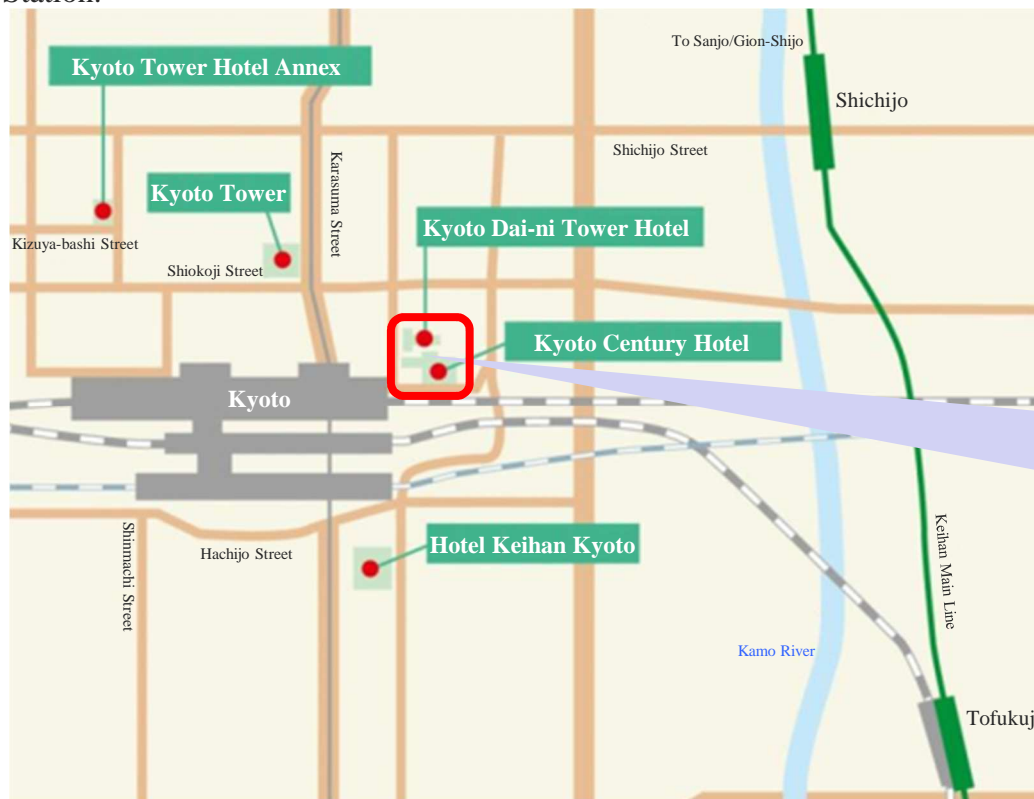 Station.
To Sanjo/Gion-Shijo
Kyoto Tower Hotel Annex
Shichijo
Shichijo Street
Karasuma Street
Kyoto Tower
Kyoto Dai-ni Tower Hotel
Kizuya-bashi Street
Shiokoji Street
Kyoto Century Hotel
Kyoto
Hotel Keihan Kyoto
Shinmachi Street
Hachijo Street
Keihan Main Line
Kamo River
Tofukuj